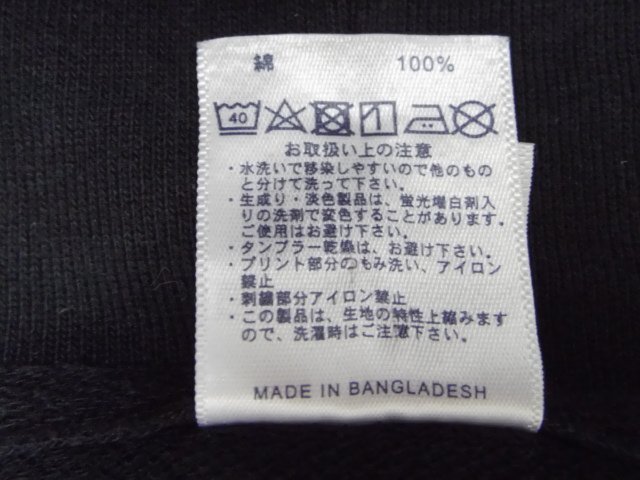 綿 100%
40
お取扱い上の注意
・水洗いで移染しやすいので他のもの
と分けて洗って下さい。
・生成り・淡色製品は、蛍光増白剤入
りの洗剤で変色することがあります。
ご使用はお避け下さい。
・タンブラー乾燥は、お避け下さい。
・プリント部分のもみ洗い、アイロン
禁止
・刺繍部分アイロン禁止
・この製品は、生地の特性上縮みます
ので、洗濯時はご注意下さい。
MADE IN BANGLADESH